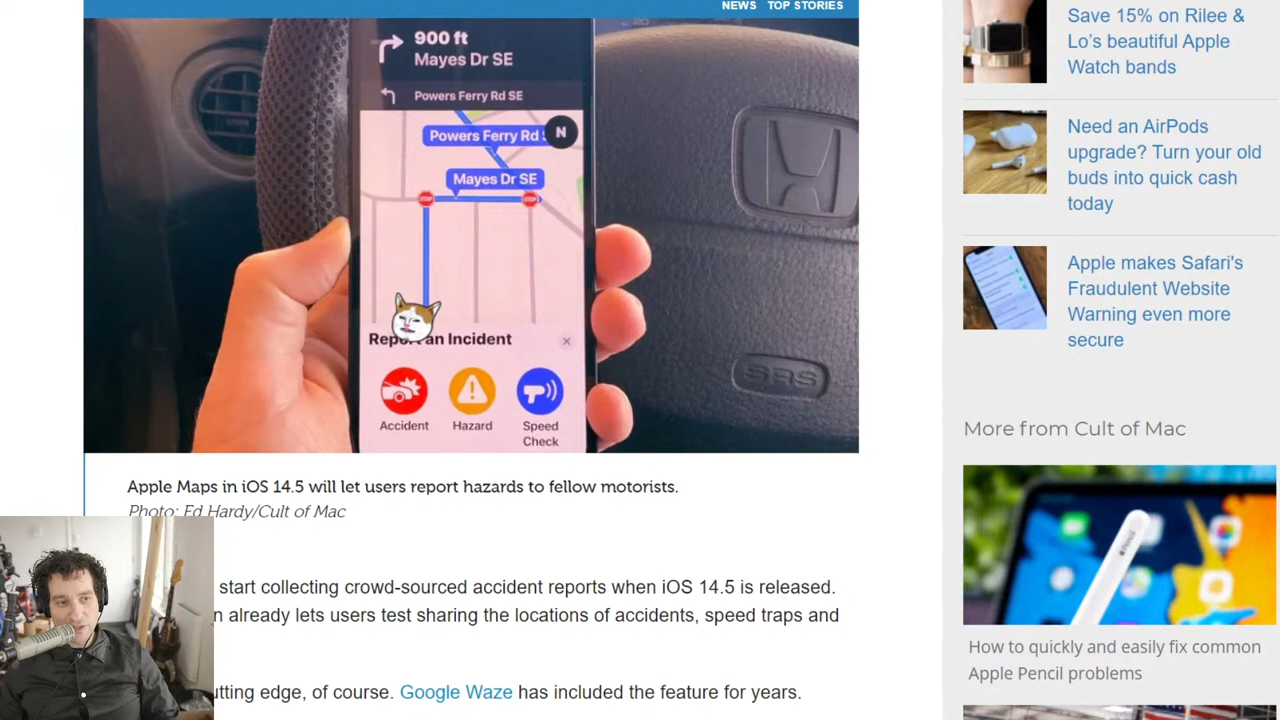 NEWS TOP STORIES
900 ft
Mayes Dr SE
Powers Ferry Rd SE
Powers Ferry Rd
N
Mayes Dr SE
STOP
STOP
Report an Incident
Accident
Hazard
Speed
Check
SRS
Apple Maps in iOS 14.5 will let users report hazards to fellow motorists.
Photo: Ed Hardy/Cult of Mac
start collecting crowd-sourced accident reports when iOS 14.5 is released.
already lets users test sharing the locations of accidents, speed traps and
utting edge, of course. Google Waze has included the feature for years.
Save 15% on Rilee &
Lo’s beautiful Apple
Watch bands
Need an AirPods
upgrade? Turn your old
buds into quick cash
today
Apple makes Safari's
Fraudulent Website
Warning even more
secure
More from Cult of Mac
How to quickly and easily fix common
Apple Pencil problems